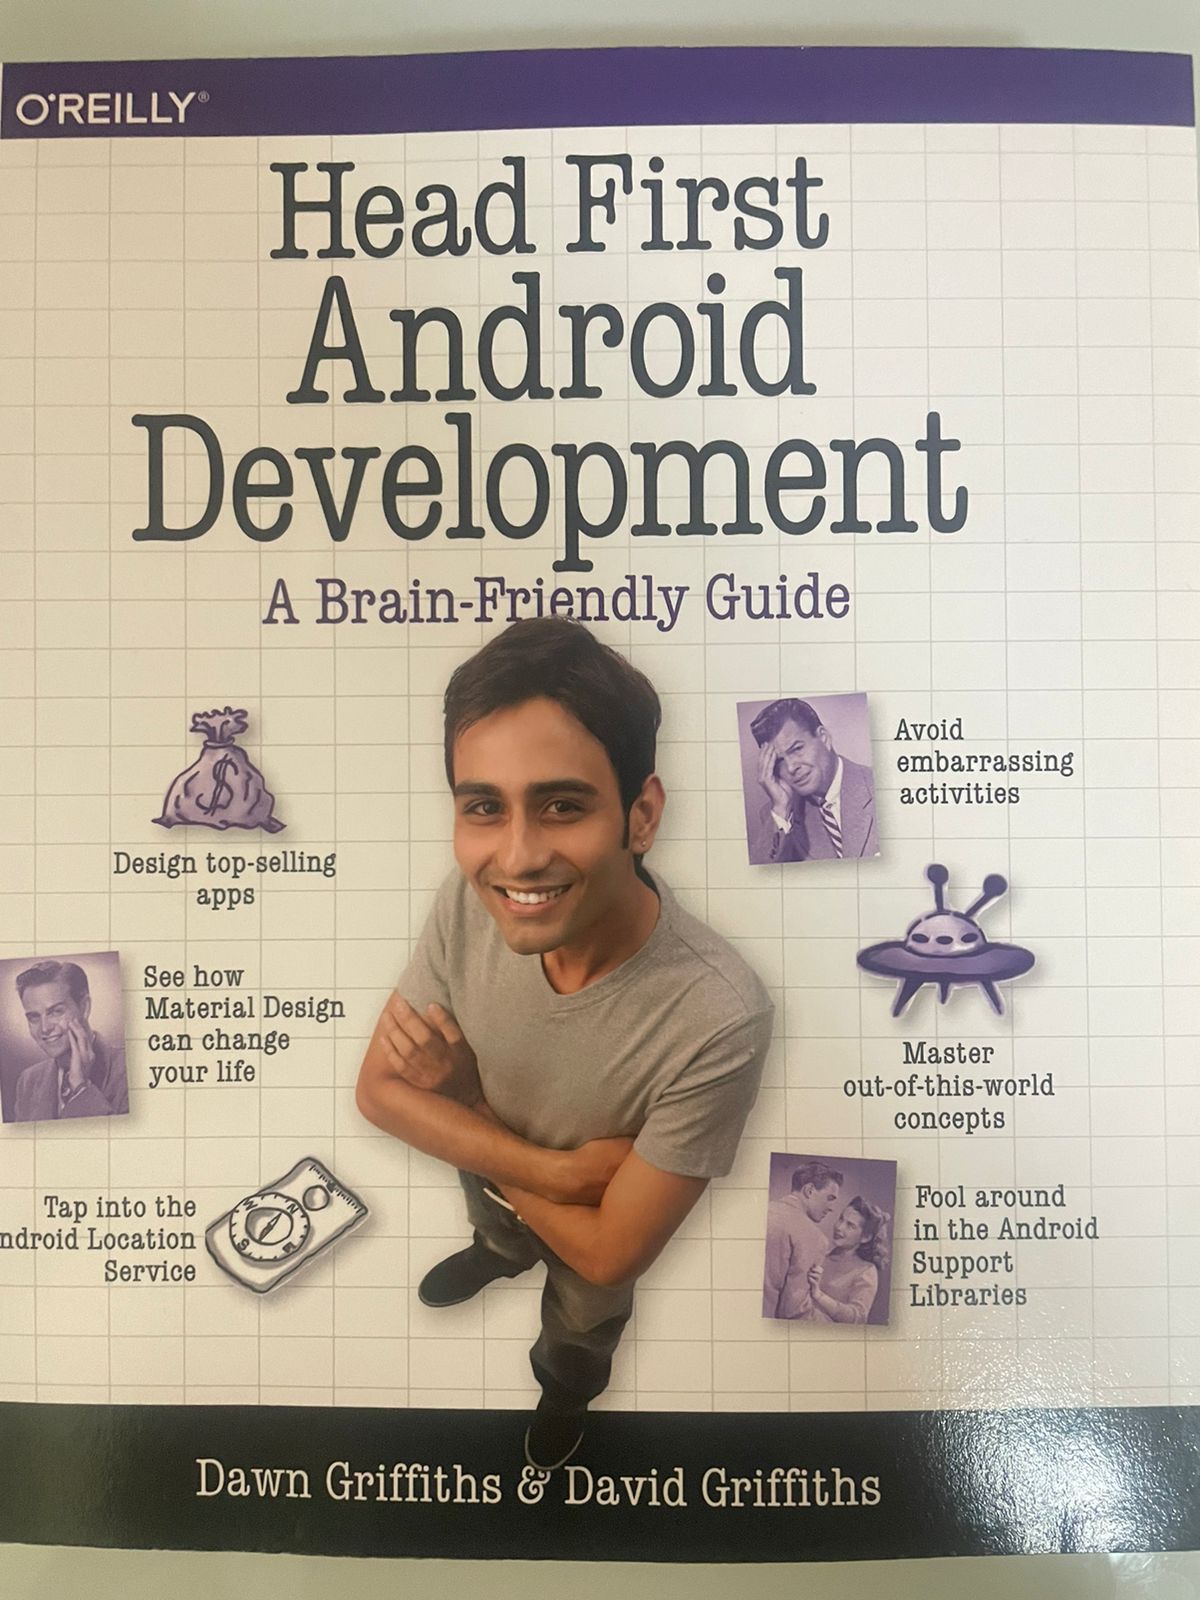 O'REILLY®
Head First
Android
Development
A Brain-Friendly Guide
Design top-selling
apps
See how
Material Design
can change
your life
Tap into the
ndroid Location
Service
Avoid
embarrassing
activities
Master
out-of-this-world
concepts
Fool around
in the Android
Support
Libraries
Dawn Griffiths & David Griffiths